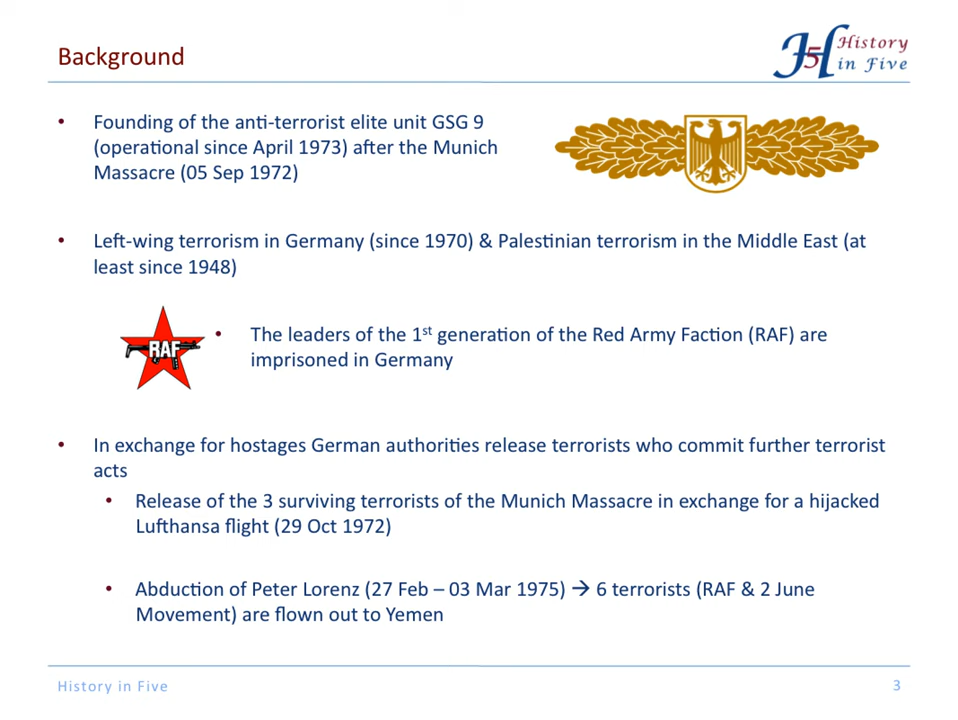 Background
H5 History
in Five
• Founding of the anti-terrorist elite unit GSG 9
(operational since April 1973) after the Munich
Massacre (05 Sep 1972)
• Left-wing terrorism in Germany (since 1970) & Palestinian terrorism in the Middle East (at
least since 1948)
RAF
• The leaders of the 1st generation of the Red Army Faction (RAF) are
imprisoned in Germany
• In exchange for hostages German authorities release terrorists who commit further terrorist
acts
• Release of the 3 surviving terrorists of the Munich Massacre in exchange for a hijacked
Lufthansa flight (29 Oct 1972)
• Abduction of Peter Lorenz (27 Feb – 03 Mar 1975) → 6 terrorists (RAF & 2 June
Movement) are flown out to Yemen
History in Five
3